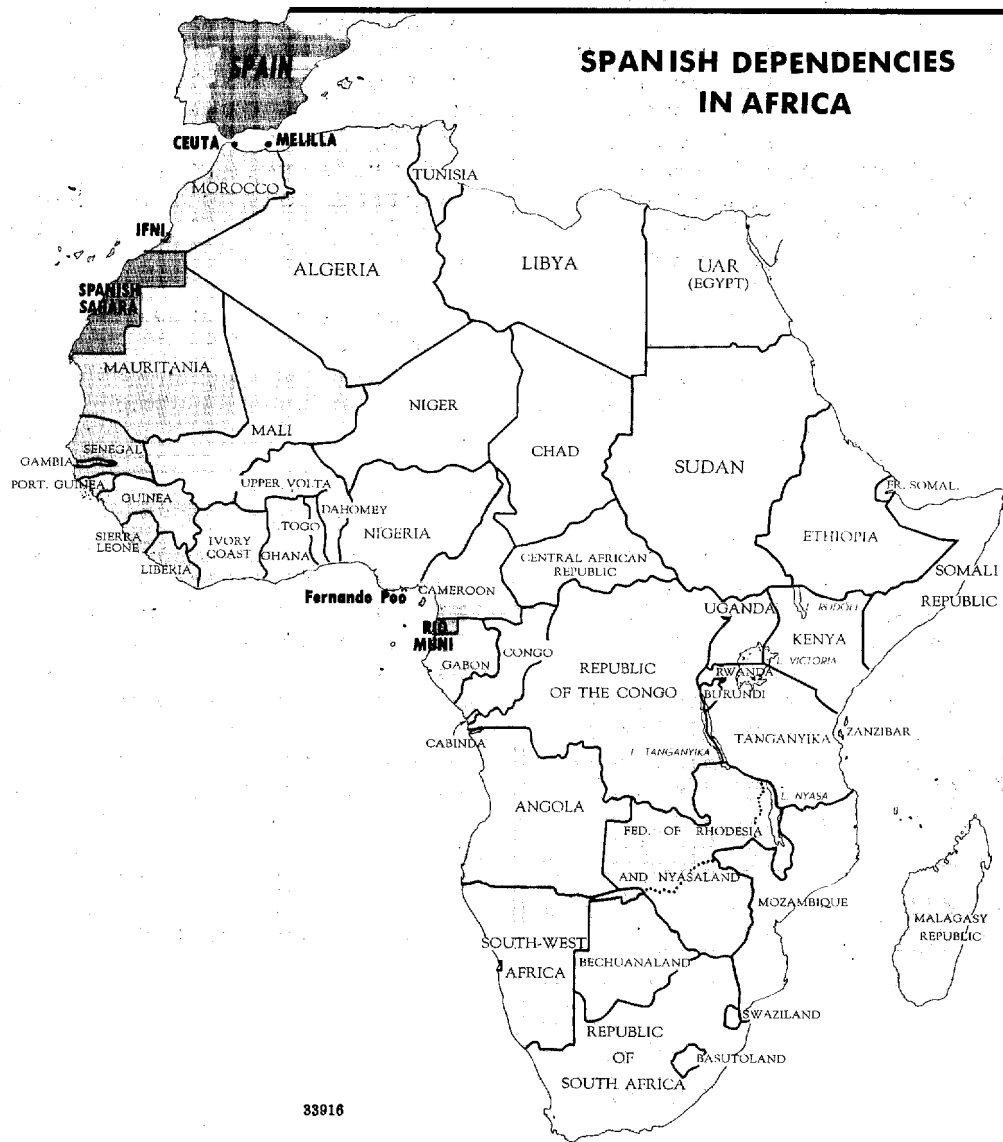 SPANISH DEPENDENCIES
IN AFRICA
SPAIN
CEUTA
MELILLA
MOROCCO
TUNISIA
IFNI
ALGERIA
LIBYA
UAR
(EGYPT)
SPANISH
SAHARA
MAURITANIA
MALI
NIGER
CHAD
SUDAN
SENEGAL
GAMBIA
PORT. GUINEA
GUINEA
UPPER VOLTA
DAHOMEY
TOGO
NIGERIA
SIERRA
LEONE
LIBERIA
IVORY
COAST
GHANA
FR. SOMAL.
ETHIOPIA
CENTRAL AFRICAN
REPUBLIC
SOMALI
REPUBLIC
Fernando Poo
CAMEROON
RIO
MUNI
GABON
CONGO
UGANDA
L. RUDOLF
KENYA
L. VICTORIA
REPUBLIC
OF THE CONGO
RWANDA
BURUNDI
CABINDA
L. TANGANYIKA
TANGANYIKA
ZANZIBAR
ANGOLA
L. NYASA
FED. OF RHODESIA
AND NYASALAND
MOZAMBIQUE
MALAGASY
REPUBLIC
SOUTH-WEST
AFRICA
BECHUANALAND
SWAZILAND
REPUBLIC
OF
SOUTH AFRICA
BASUTOLAND
33916